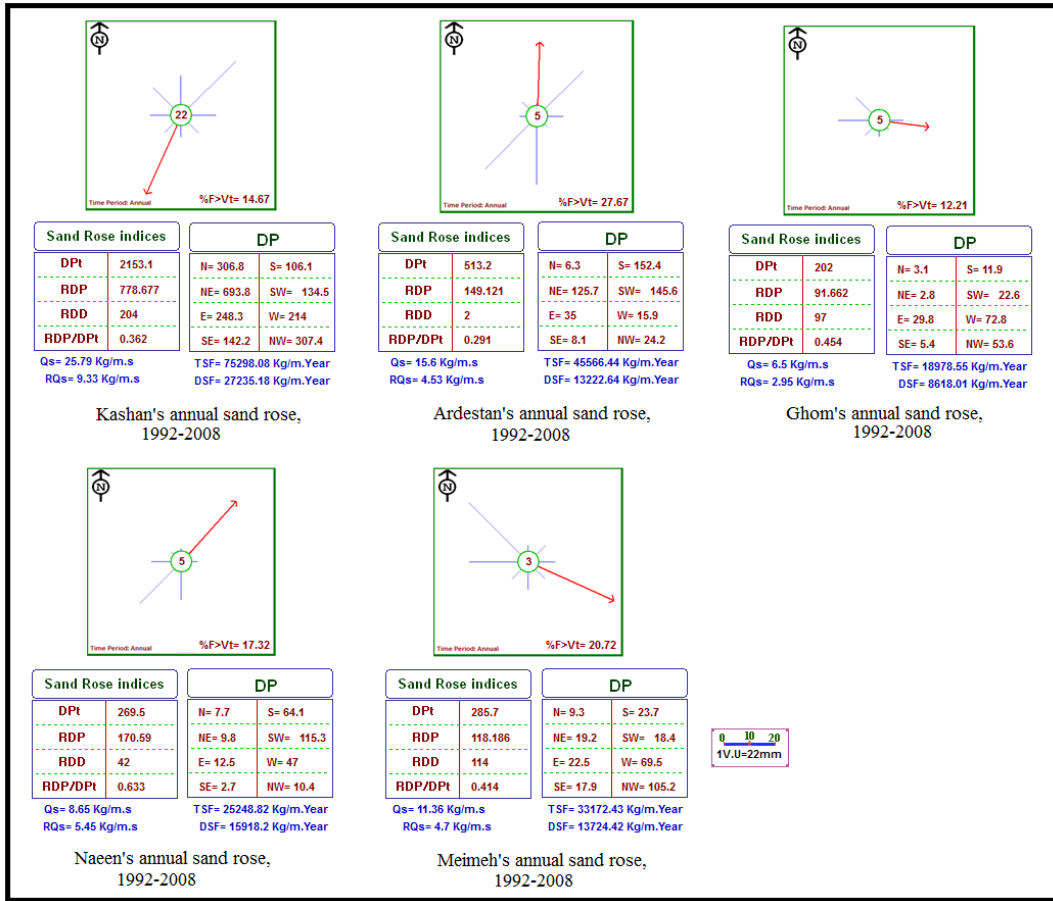 N
22
Time Period: Annual
%F>Vt= 14.67
Sand Rose indices
DP
DPt 2153.1
RDP 778.677
RDD 204
RDP/DPt 0.362
N= 306.8 S= 106.1
NE= 693.8 SW= 134.5
E= 248.3 W= 214
SE= 142.2 NW= 307.4
Qs= 25.79 Kg/m.s
RQs= 9.33 Kg/m.s
TSF= 75298.08 Kg/m.Year
DSF= 27235.18 Kg/m.Year
Kashan's annual sand rose,
1992-2008
N
5
Time Period: Annual
%F>Vt= 27.67
Sand Rose indices
DP
DPt 513.2
RDP 149.121
RDD 2
RDP/DPt 0.291
N= 6.3 S= 152.4
NE= 125.7 SW= 145.6
E= 35 W= 15.9
SE= 8.1 NW= 24.2
Qs= 15.6 Kg/m.s
RQs= 4.53 Kg/m.s
TSF= 45566.44 Kg/m.Year
DSF= 13222.64 Kg/m.Year
Ardestan's annual sand rose,
1992-2008
N
5
Time Period: Annual
%F>Vt= 12.21
Sand Rose indices
DP
DPt 202
RDP 91.662
RDD 97
RDP/DPt 0.454
N= 3.1 S= 11.9
NE= 2.8 SW= 22.6
E= 29.8 W= 72.8
SE= 5.4 NW= 53.6
Qs= 6.5 Kg/m.s
RQs= 2.95 Kg/m.s
TSF= 18978.55 Kg/m.Year
DSF= 8618.01 Kg/m.Year
Ghom's annual sand rose,
1992-2008
N
5
Time Period: Annual
%F>Vt= 17.32
Sand Rose indices
DP
DPt 269.5
RDP 170.59
RDD 42
RDP/DPt 0.633
N= 7.7 S= 64.1
NE= 9.8 SW= 115.3
E= 12.5 W= 47
SE= 2.7 NW= 10.4
Qs= 8.65 Kg/m.s
RQs= 5.45 Kg/m.s
TSF= 25248.82 Kg/m.Year
DSF= 15918.2 Kg/m.Year
Naeen's annual sand rose,
1992-2008
N
3
Time Period: Annual
%F>Vt= 20.72
Sand Rose indices
DP
DPt 285.7
RDP 118.186
RDD 114
RDP/DPt 0.414
N= 9.3 S= 23.7
NE= 19.2 SW= 18.4
E= 22.5 W= 69.5
SE= 17.9 NW= 105.2
Qs= 11.36 Kg/m.s
RQs= 4.7 Kg/m.s
TSF= 33172.43 Kg/m.Year
DSF= 13724.42 Kg/m.Year
Meimeh's annual sand rose,
1992-2008
0 10 20
1V.U=22mm